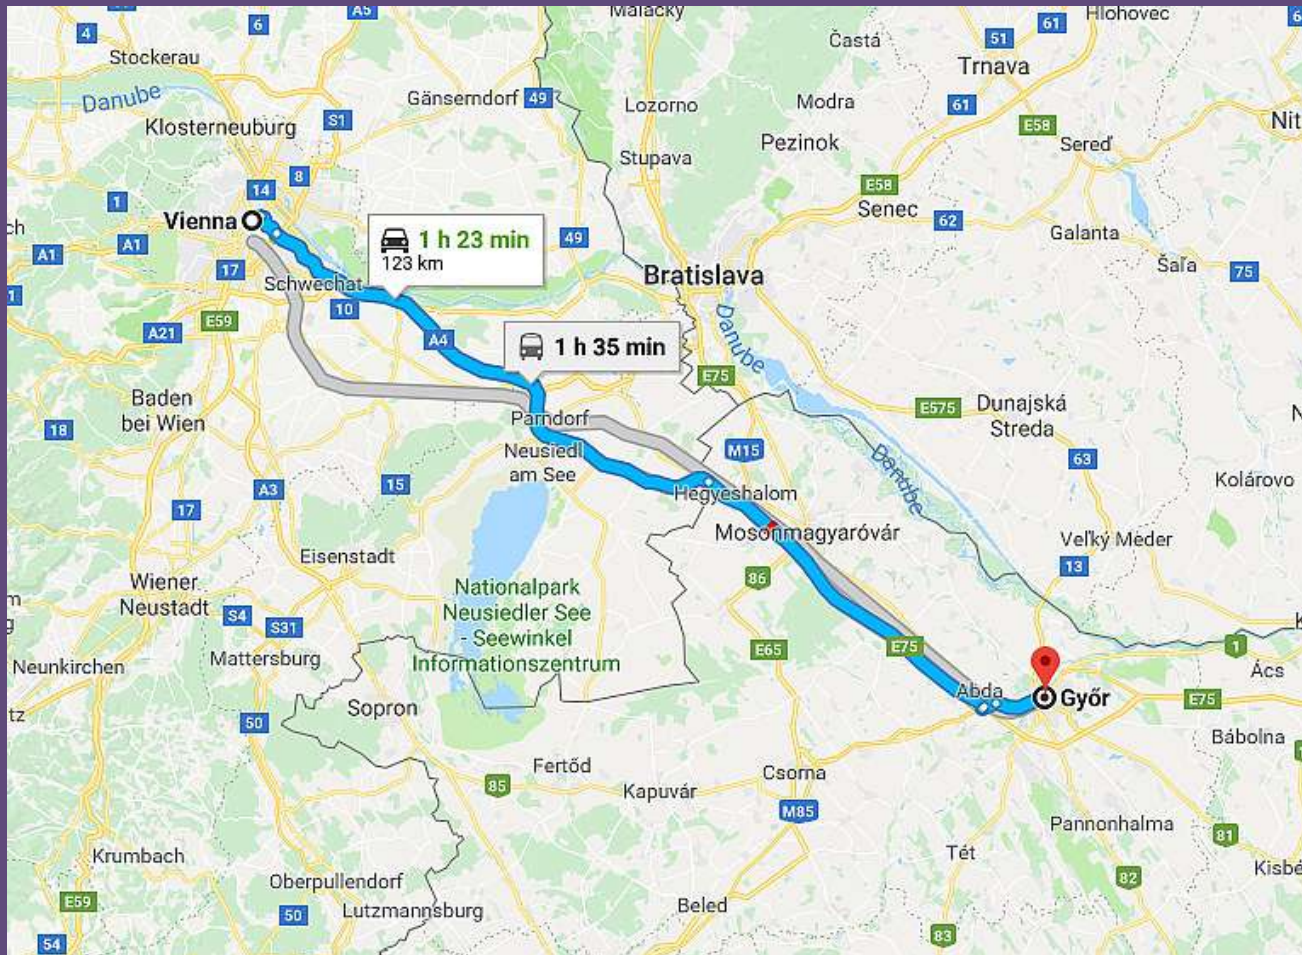 A5
Malacky
Hlohovec
6
4
51
61
Častá
Stockerau
Trnava
Danube
Gänserndorf
49
Lozorno
Modra
61
S1
Klosterneuburg
E58
Nit
Pezinok
Sereď
Stupava
8
14
1
E58
Senec
62
Vienna
ch
1 h 23 min
123 km
49
Galanta
A1
A1
17
Bratislava
Šaľa
75
Schwechat
10
E59
A21
A4
Danube
1 h 35 min
E75
Baden
bei Wien
E575
Dunajská
Streda
Parndorf
18
Neusiedl
am See
M15
63
Danube
15
A3
Hegyeshalom
Kolárovo
17
Mosonmagyaróvár
Eisenstadt
Veľký Meder
13
86
Wiener
Neustadt
Nationalpark
Neusiedler See
- Seewinkel
Informationszentrum
S4
S31
E65
E75
1
Neunkirchen
Mattersburg
Ács
Abda
Győr
E75
tz
Sopron
50
Bábolna
Fertőd
Csorna
85
Kapuvár
M85
Pannonhalma
81
Krumbach
Tét
Kisbé
82
Oberpullendorf
E59
50
Lutzmannsburg
Beled
83
54